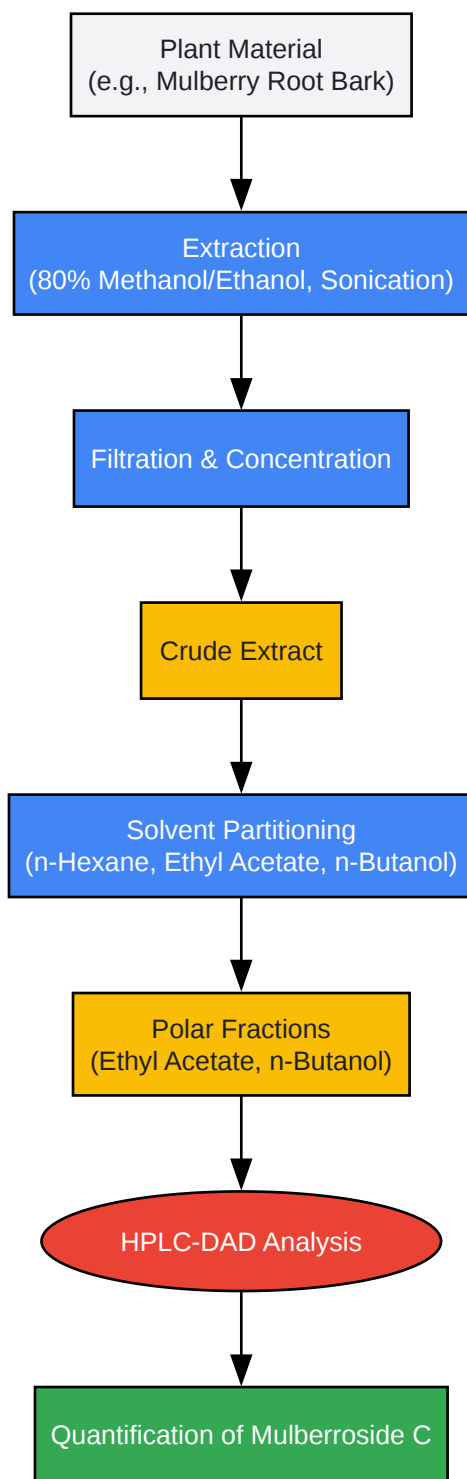 Plant Material
(e.g., Mulberry Root Bark)
Extraction
(80% Methanol/Ethanol, Sonication)
Filtration & Concentration
Crude Extract
Solvent Partitioning
(n-Hexane, Ethyl Acetate, n-Butanol)
Polar Fractions
(Ethyl Acetate, n-Butanol)
HPLC-DAD Analysis
Quantification of Mulberroside C